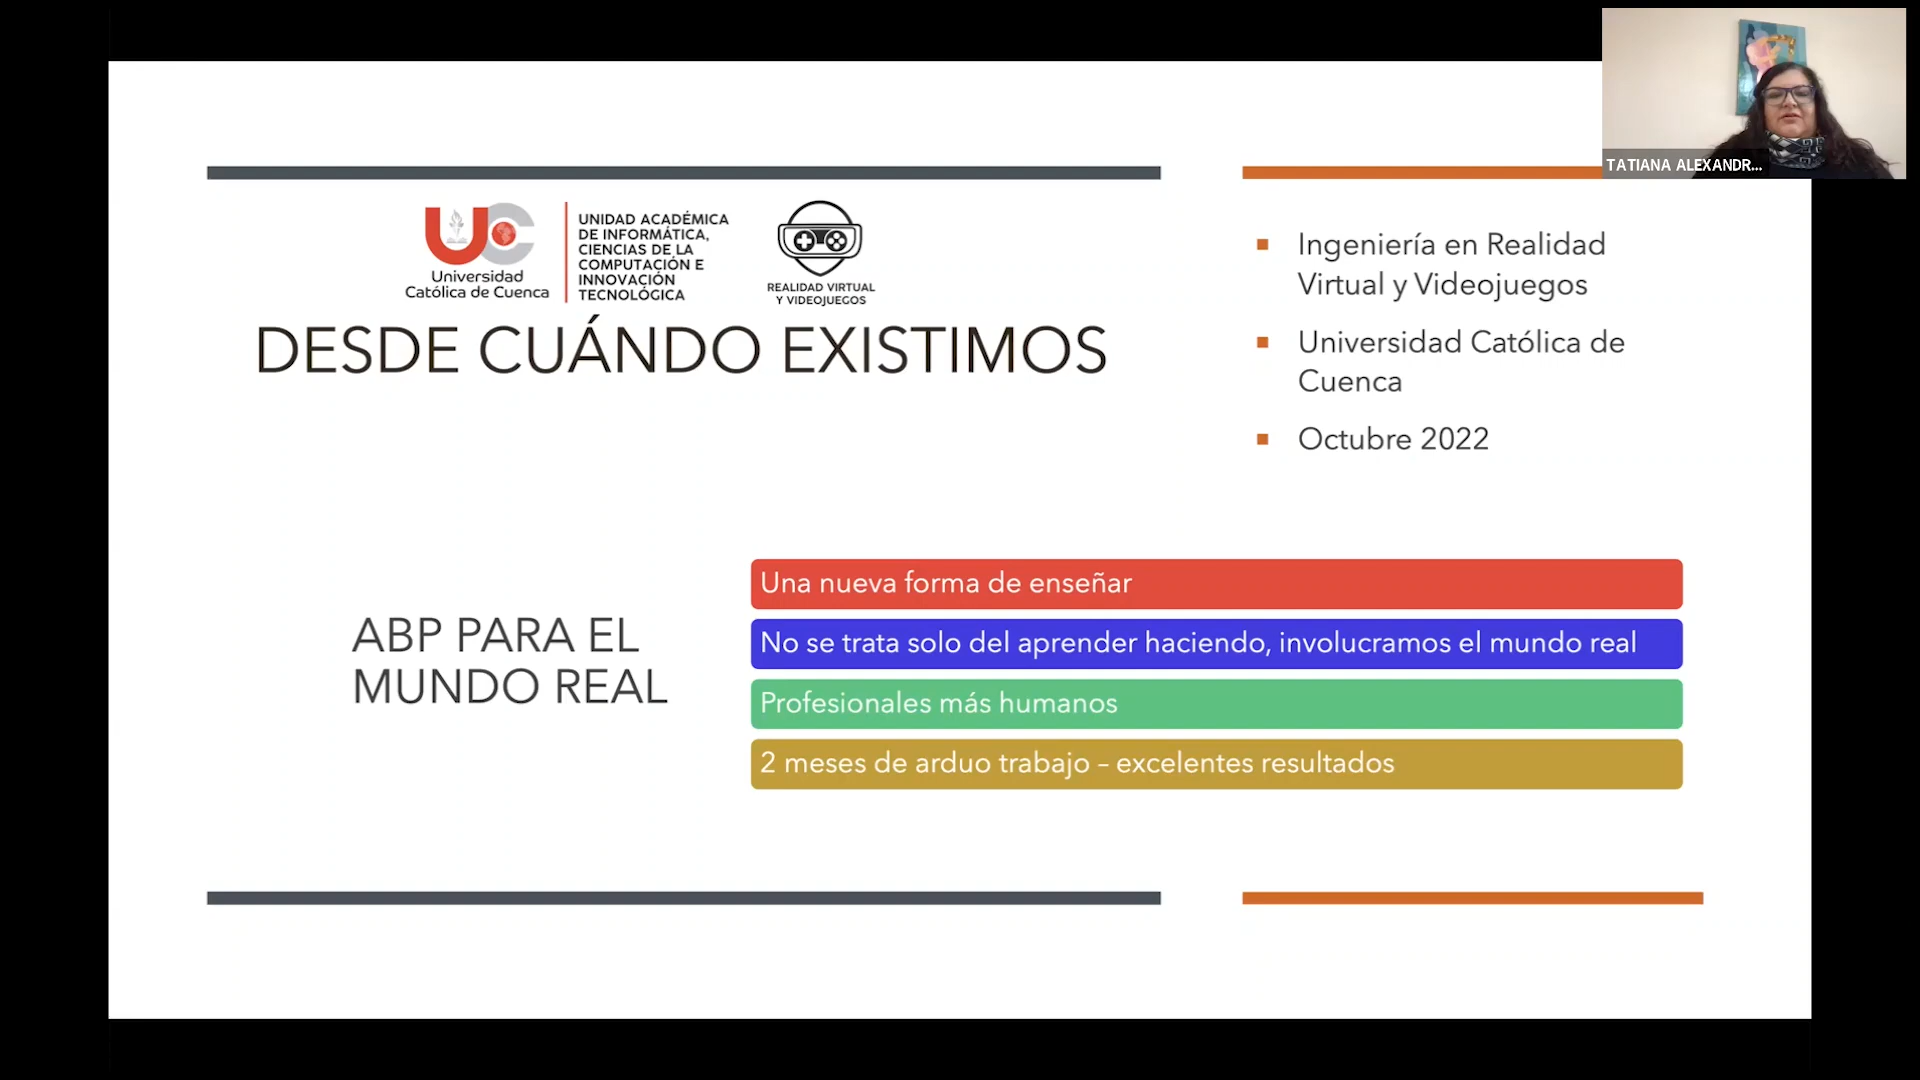 TATIANA ALEXANDR...
Universidad
Católica de Cuenca
UNIDAD ACADÉMICA
DE INFORMÁTICA,
CIENCIAS DE LA
COMPUTACIÓN E
INNOVACIÓN
TECNOLÓGICA
REALIDAD VIRTUAL
Y VIDEOJUEGOS
DESDE CUÁNDO EXISTIMOS
Ingeniería en Realidad
Virtual y Videojuegos
Universidad Católica de
Cuenca
Octubre 2022
ABP PARA EL
MUNDO REAL
Una nueva forma de enseñar
No se trata solo del aprender haciendo, involucramos el mundo real
Profesionales más humanos
2 meses de arduo trabajo – excelentes resultados